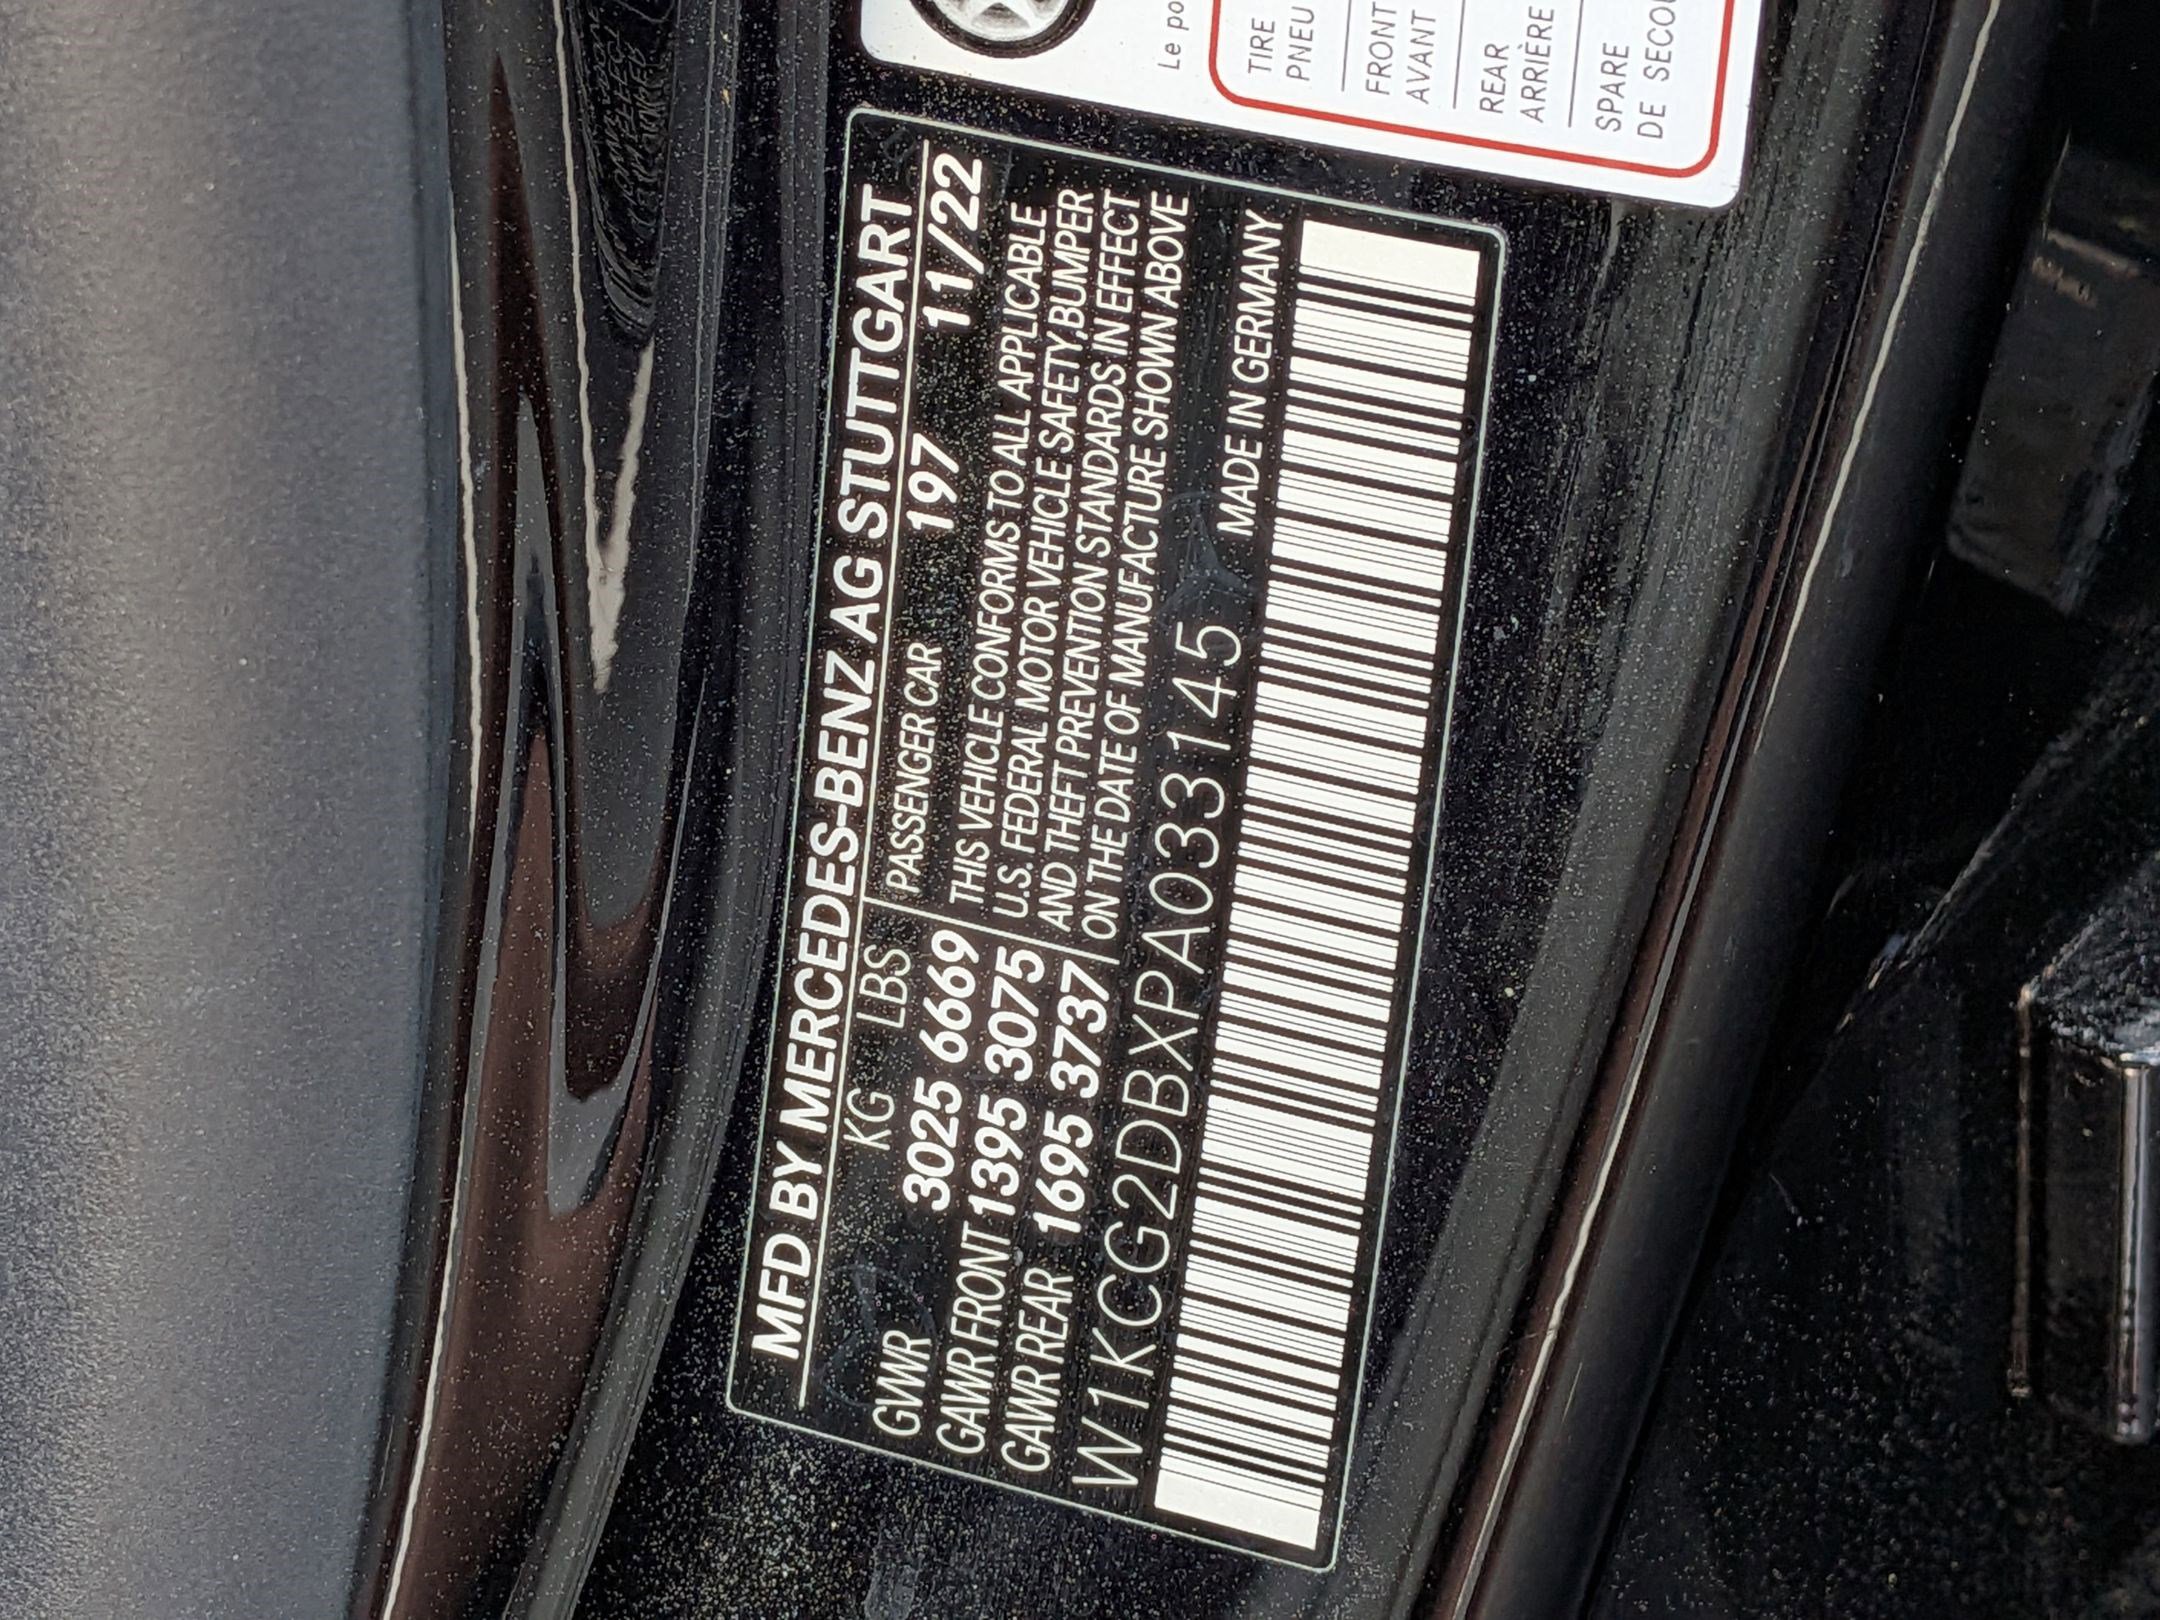 MFD BY MERCEDES-BENZ AG STUTTGART
KG LBS PASSENGER CAR 197 11/22
GVWR 3025 6669
GAWR FRONT 1395 3075
GAWR REAR 1695 3737
THIS VEHICLE CONFORMS TO ALL APPLICABLE
U.S. FEDERAL MOTOR VEHICLE SAFETY,BUMPER
AND THEFT PREVENTION STANDARDS IN EFFECT
ON THE DATE OF MANUFACTURE SHOWN ABOVE
W1KCG2DBXPA033145 MADE IN GERMANY
Le
TIRE
PNEU
FRONT
AVANT
REAR
ARRIÈRE
SPARE
DE